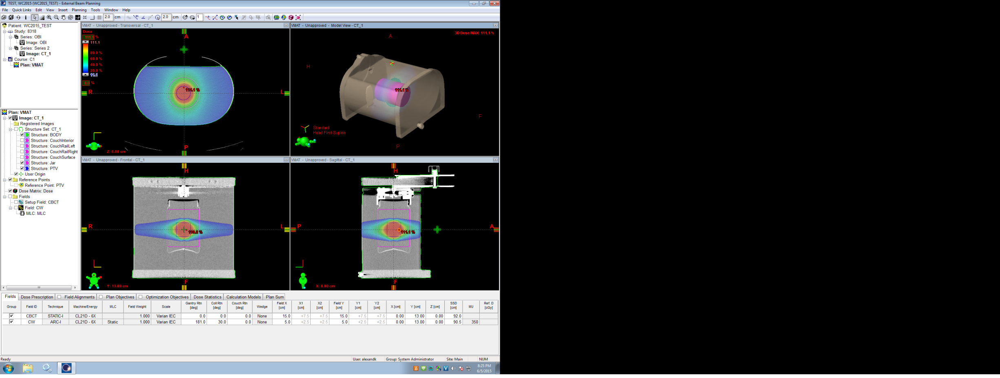 TEST, WC2015 (WC2015_TEST) - External Beam Planning
File Quick Links Edit View Insert Planning Tools Window Help
2.0 cm 2.0 cm 1
Patient: WC2015_TEST
Study: 8318
Series: OBI
Image: OBI
Series: Series 2
Image: CT_1
Course: C1
Plan: VMAT
Plan: VMAT
Image: CT_1
Registered Images
Structure Set: CT_1
Structure: BODY
Structure: CouchInterior
Structure: CouchRailLeft
Structure: CouchRailRight
Structure: CouchSurface
Structure: Jar
Structure: PTV
User Origin
Reference Points
Reference Point: PTV
Dose Matrix: Dose
Fields
Setup Field: CBCT
Field: CW
MLC: MLC
VMAT - Unapproved - Transversal - CT_1
Dose
111.1 %
111.1
80.0 %
60.0 %
40.0 %
20.0 %
11.1
0.0 %
A
R
L
P
111.1 %
Z: 0.00 cm
VMAT - Unapproved - Model View - CT_1
3D Dose MAX: 111.1 %
A
H
F
P
111.1 %
Standard
Head First-Supine
VMAT - Unapproved - Frontal - CT_1
H
R
L
F
110.2 %
Y: 13.00 cm
VMAT - Unapproved - Sagittal - CT_1
H
P
A
F
111.1 %
X: 0.00 cm
Fields Dose Prescription Field Alignments Plan Objectives Optimization Objectives Dose Statistics Calculation Models Plan Sum
Group Field ID Technique Machine/Energy MLC Field Weight Scale Gantry Rtn [deg] Coll Rtn [deg] Couch Rtn [deg] Wedge Field X [cm] X1 [cm] X2 [cm] Field Y [cm] Y1 [cm] Y2 [cm] X [cm] Y [cm] Z [cm] SSD [cm] MU Ref. D [cGy]
CBCT STATIC-I CL21D - 6X 1.000 Varian IEC 0.0 0.0 0.0 None 15.0 +7.5 +7.5 15.0 +7.5 +7.5 0.00 13.00 0.00 92.0
CW ARC-I CL21D - 6X Static 1.000 Varian IEC 181.0 30.0 0.0 None 5.0 +2.5 +2.5 5.0 +2.5 +2.5 0.00 13.00 0.00 90.5 350
Ready User: alexandk Group: System Administrator Site: Main NUM
8:25 PM
6/5/2015